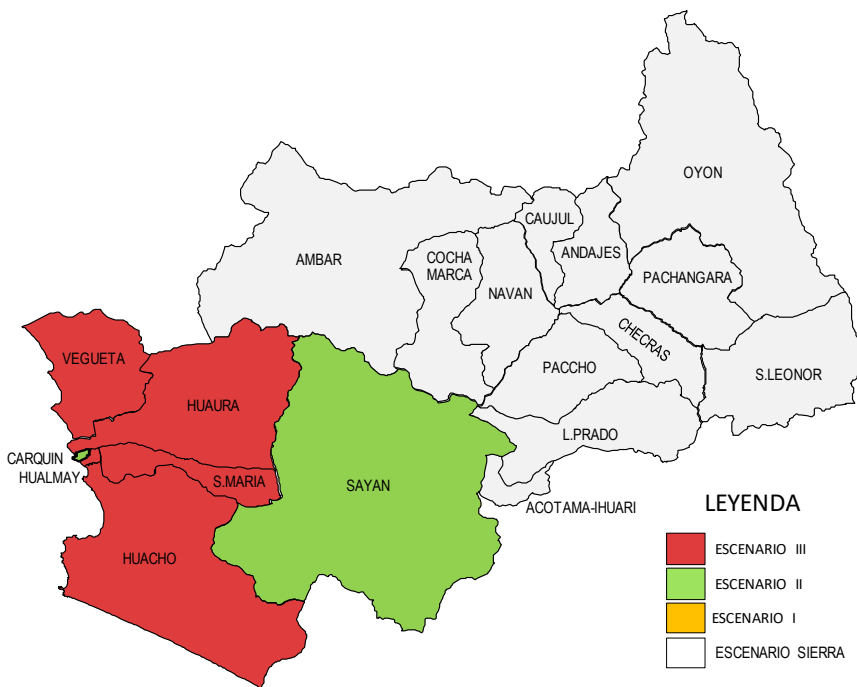 OYON
CAUJUL
ANDAJES
COCHA
MARCA
AMBAR
NAVAN
PACHANGARA
CHECRAS
VEGUETA
PACCHO
S.LEONOR
HUAURA
L.PRADO
CARQUIN
HUALMAY
S.MARIA
SAYAN
ACOTAMA-IHUARI
HUACHO
LEYENDA
ESCENARIO III
ESCENARIO II
ESCENARIO I
ESCENARIO SIERRA